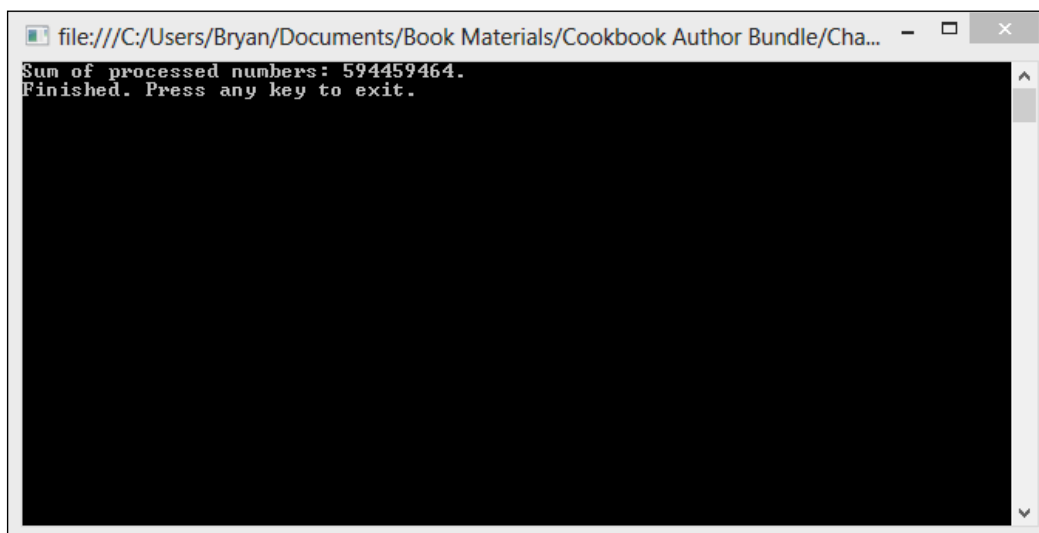 file:///C:/Users/Bryan/Documents/Book Materials/Cookbook Author Bundle/Cha...
Sum of processed numbers: 594459464.
Finished. Press any key to exit.